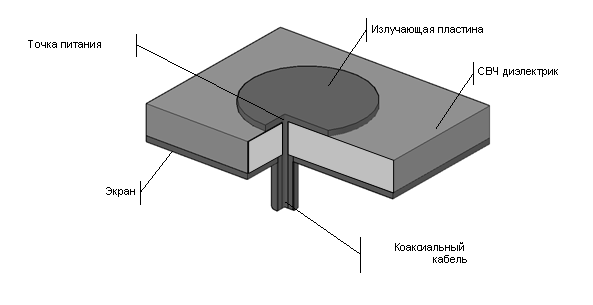 Излучающая пластина
Точка питания
СВЧ диэлектрик
Экран
Коаксиальный
кабель